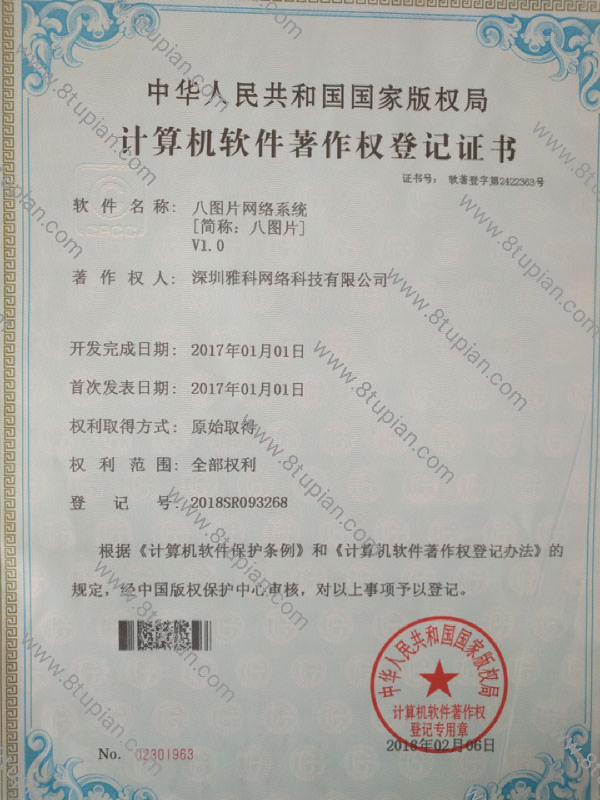 中华人民共和国国家版权局
计算机软件著作权登记证书
证书号： 软著登字第2422363号
软件名称： 八图片网络系统
[简称：八图片]
V1.0
著作权人： 深圳雅科网络科技有限公司
开发完成日期： 2017年01月01日
首次发表日期： 2017年01月01日
权利取得方式： 原始取得
权利范围： 全部权利
登记号： 2018SR093268
根据《计算机软件保护条例》和《计算机软件著作权登记办法》的
规定，经中国版权保护中心审核，对以上事项予以登记。
中华人民共和国国家版权局
计算机软件著作权
登记专用章
2018年02月06日
No. 02301963
www.8tupian.com